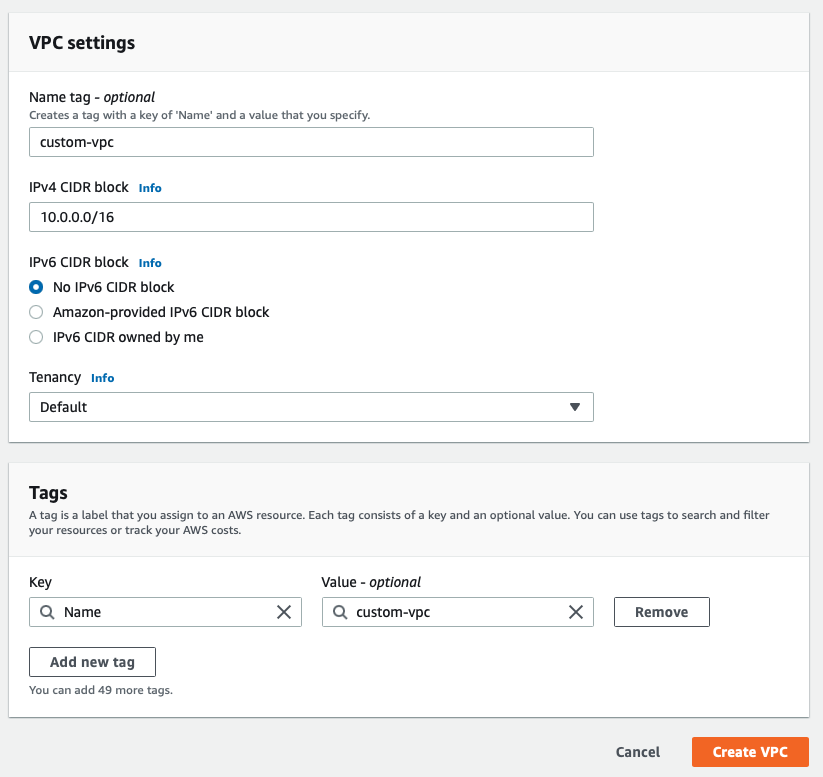 VPC settings
Name tag - optional
Creates a tag with a key of 'Name' and a value that you specify.
custom-vpc
IPv4 CIDR block Info
10.0.0.0/16
IPv6 CIDR block Info
No IPv6 CIDR block
Amazon-provided IPv6 CIDR block
IPv6 CIDR owned by me
Tenancy Info
Default
Tags
A tag is a label that you assign to an AWS resource. Each tag consists of a key and an optional value. You can use tags to search and filter
your resources or track your AWS costs.
Key Value - optional
Name custom-vpc Remove
Add new tag
You can add 49 more tags.
Cancel Create VPC